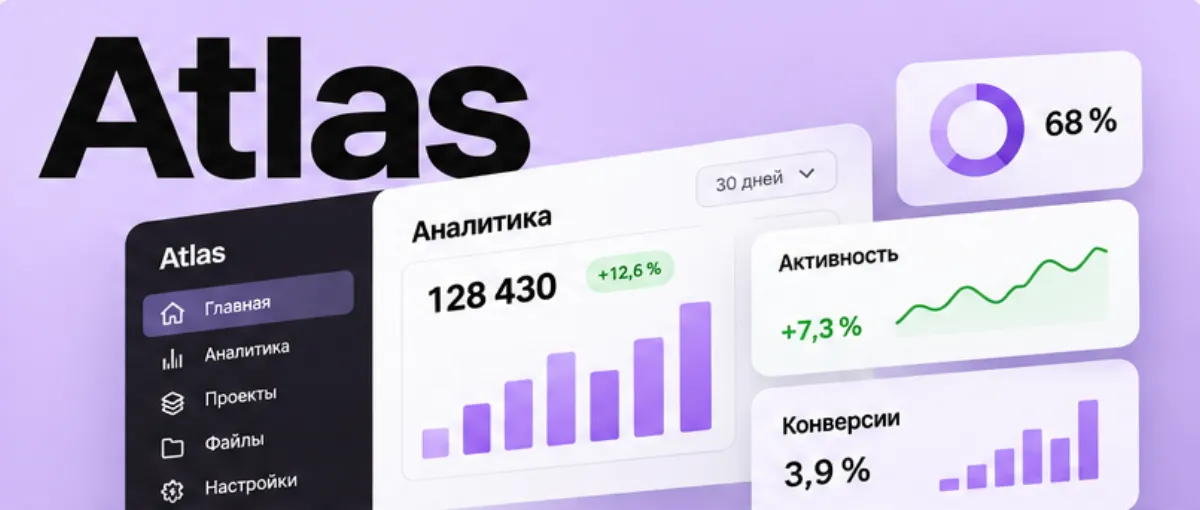 Atlas
Atlas
Главная
Аналитика
Проекты
Файлы
Настройки
Аналитика
30 дней
128 430
+12,6 %
68 %
Активность
+7,3 %
Конверсии
3,9 %